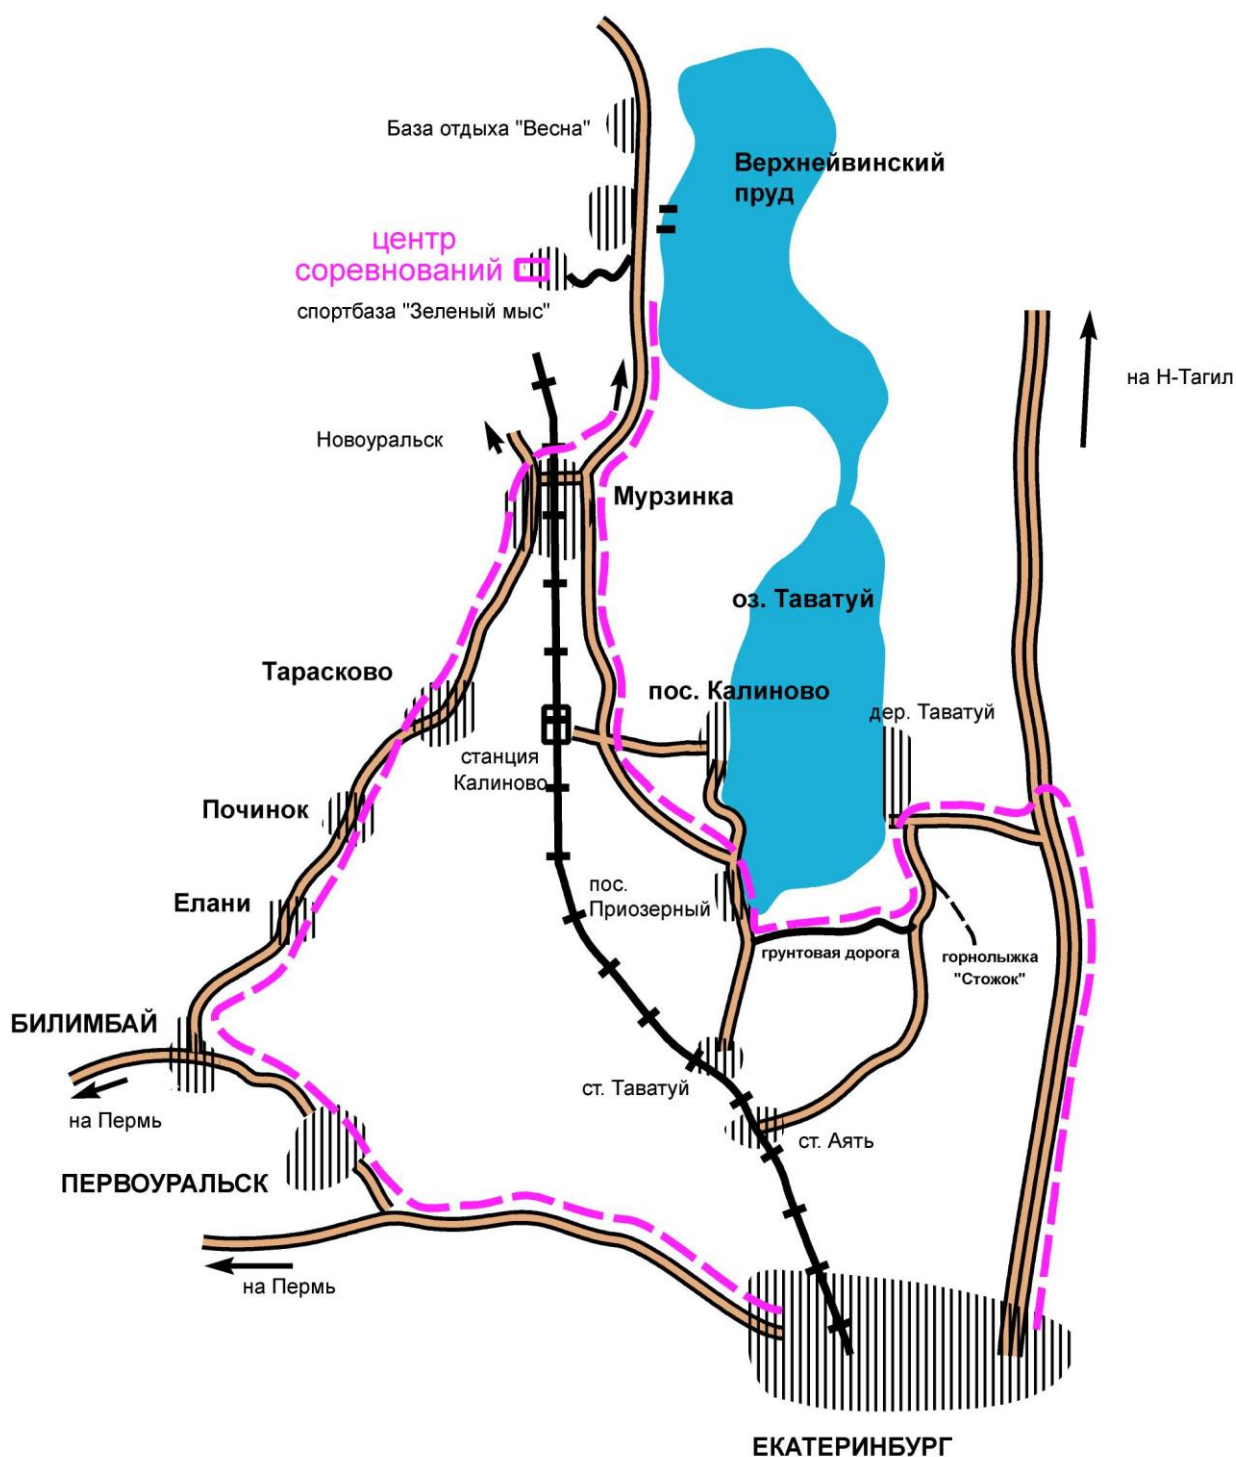 База отдыха "Весна"
Верхнейвинский
пруд
центр
соревнований
спортбаза "Зеленый мыс"
на Н-Тагил
Новоуральск
Мурзинка
оз. Таватуй
Тарасково
пос. Калиново
дер. Таватуй
станция
Калиново
Починок
Елани
пос.
Приозерный
грунтовая дорога
горнолыжка
"Стожок"
БИЛИМБАЙ
на Пермь
ст. Таватуй
ст. Аять
ПЕРВОУРАЛЬСК
на Пермь
ЕКАТЕРИНБУРГ